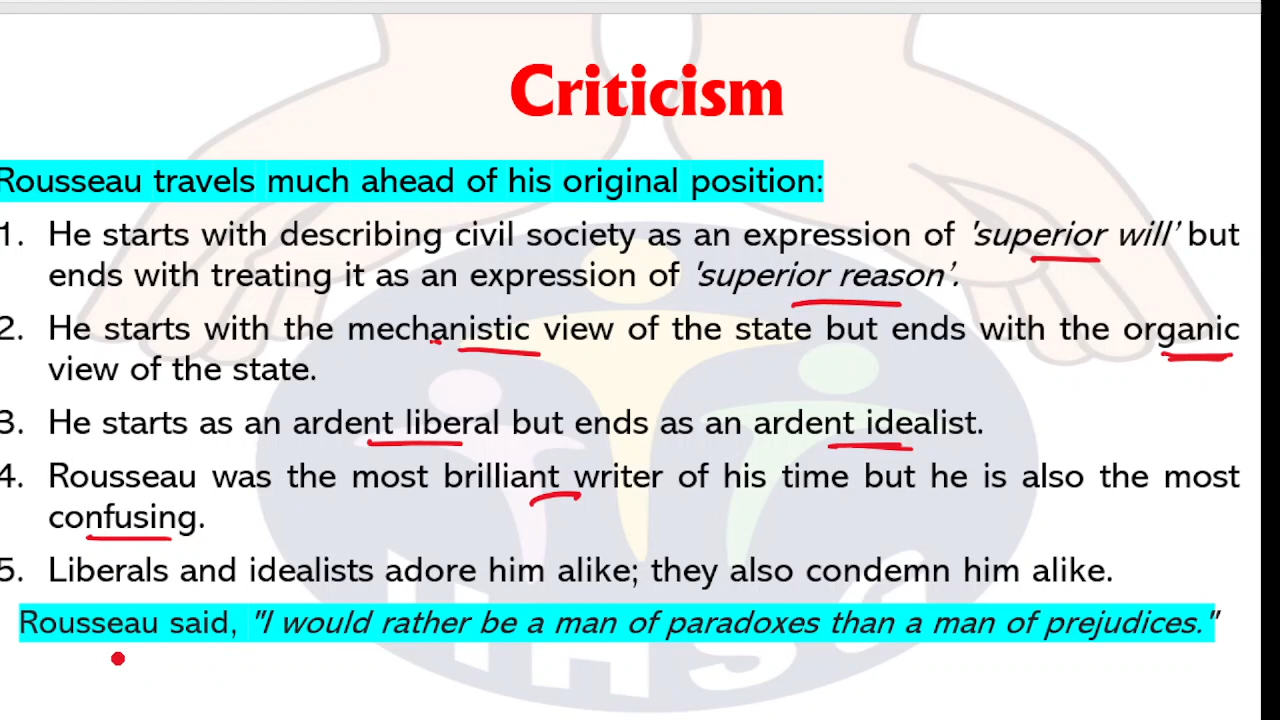 Criticism
Rousseau travels much ahead of his original position:
1. He starts with describing civil society as an expression of 'superior will' but
ends with treating it as an expression of 'superior reason'.
2. He starts with the mechanistic view of the state but ends with the organic
view of the state.
3. He starts as an ardent liberal but ends as an ardent idealist.
4. Rousseau was the most brilliant writer of his time but he is also the most
confusing.
5. Liberals and idealists adore him alike; they also condemn him alike.
Rousseau said, "I would rather be a man of paradoxes than a man of prejudices."